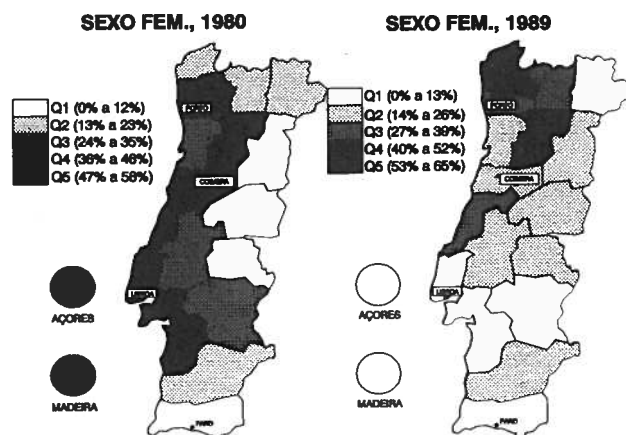 SEXO FEM., 1980
Q1 (0% a 12%)
Q2 (13% a 23%)
Q3 (24% a 35%)
Q4 (36% a 46%)
Q5 (47% a 58%)
PORTO
COIMBRA
LISBOA
AÇORES
MADEIRA
FARO
SEXO FEM., 1989
Q1 (0% a 13%)
Q2 (14% a 26%)
Q3 (27% a 39%)
Q4 (40% a 52%)
Q5 (53% a 65%)
PORTO
COIMBRA
LISBOA
AÇORES
MADEIRA
FARO